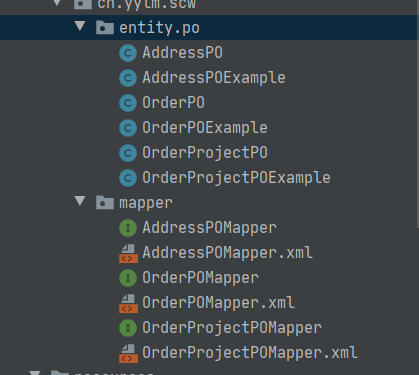 cn.yylm.scw
entity.po
AddressPO
AddressPOExample
OrderPO
OrderPOExample
OrderProjectPO
OrderProjectPOExample
mapper
AddressPOMapper
AddressPOMapper.xml
OrderPOMapper
OrderPOMapper.xml
OrderProjectPOMapper
OrderProjectPOMapper.xml
resources